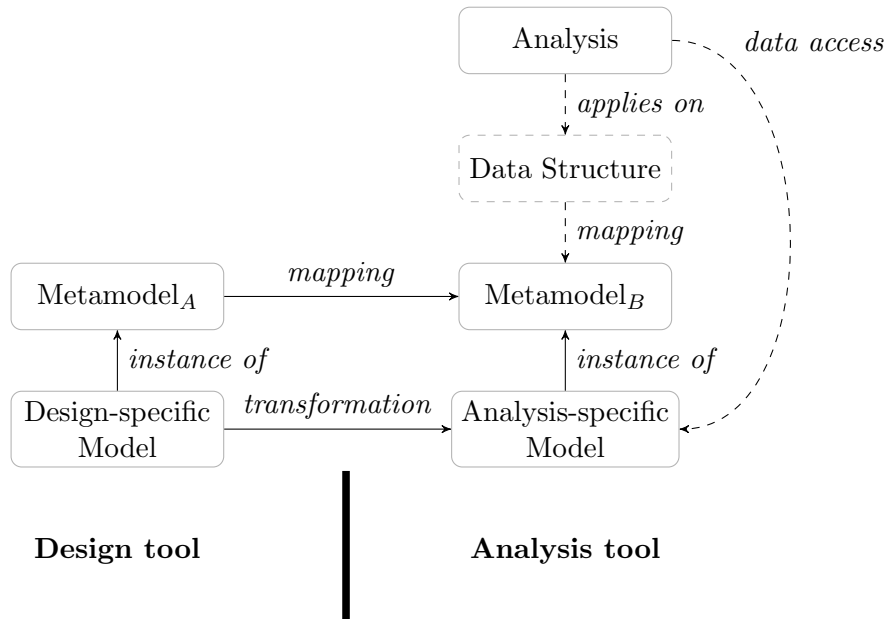 Analysis
data access
applies on
Data Structure
mapping
Metamodel_A
mapping
Metamodel_B
instance of
instance of
Design-specific
Model
transformation
Analysis-specific
Model
Design tool
Analysis tool